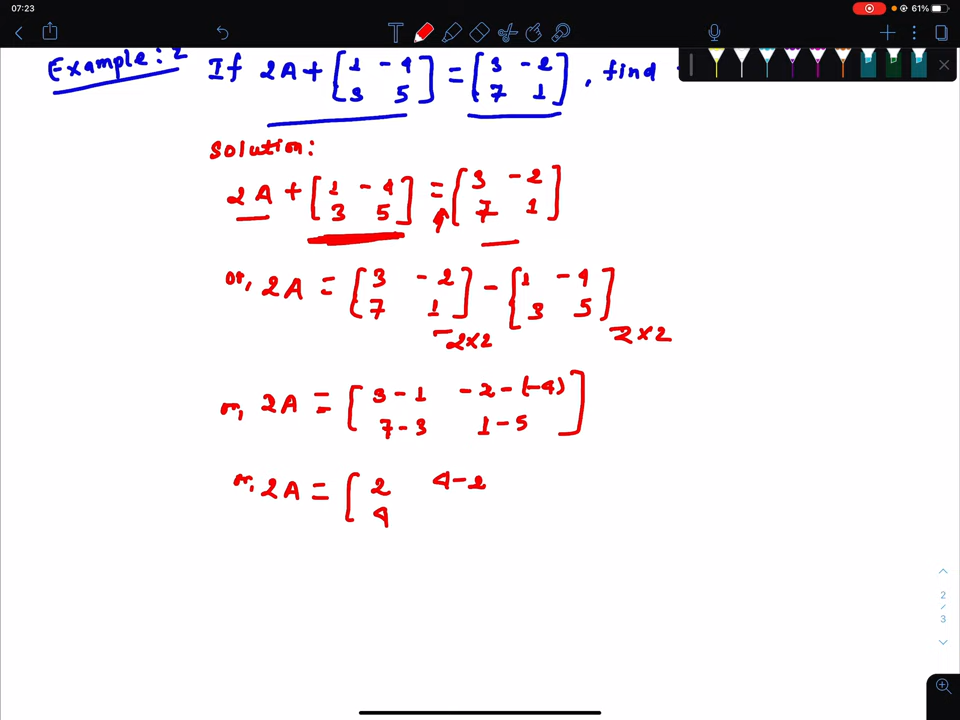 07:23 61%
Example: 2 If 2A + [1 -4] = [3 -2], find
[3 5] [7 1]
Solution:
2A + [1 -4] = [3 -2]
[3 5] [7 1]
or, 2A = [3 -2] - [1 -4]
[7 1] [3 5]
2×2 2×2
or, 2A = [3-1 -2-(-4)]
[7-3 1-5]
or, 2A = [2 4-2
4
2
/
3